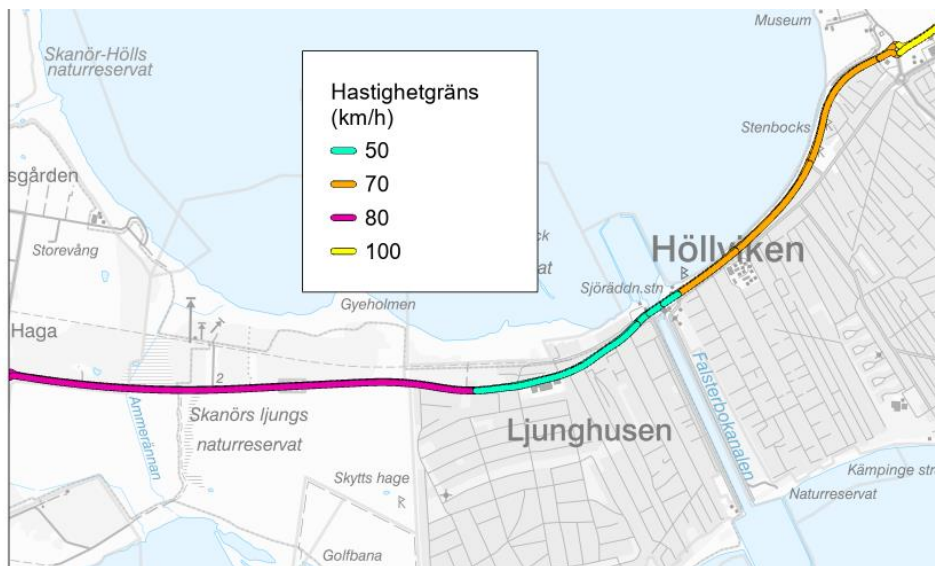 Museum
Skanör-Hölls
naturreservat
Hastighetgräns
(km/h)
50
70
80
100
Stenbocks
sgården
Storevång
Höllviken
Sjöräddn.stn
Gyeholmen
Haga
2
Falsterbokanalen
Ammerännan
Skanörs ljungs
naturreservat
Ljunghusen
Skytts hage
Kämpinge str
Naturreservat
Golfbana